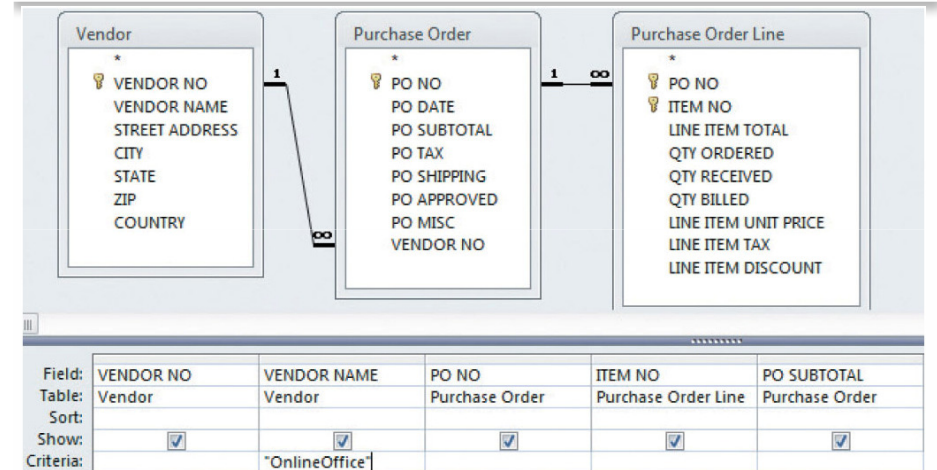 Vendor
*
VENDOR NO
VENDOR NAME
STREET ADDRESS
CITY
STATE
ZIP
COUNTRY
1
∞
Purchase Order
*
PO NO
PO DATE
PO SUBTOTAL
PO TAX
PO SHIPPING
PO APPROVED
PO MISC
VENDOR NO
1
∞
Purchase Order Line
*
PO NO
ITEM NO
LINE ITEM TOTAL
QTY ORDERED
QTY RECEIVED
QTY BILLED
LINE ITEM UNIT PRICE
LINE ITEM TAX
LINE ITEM DISCOUNT
Field: VENDOR NO VENDOR NAME PO NO ITEM NO PO SUBTOTAL
Table: Vendor Vendor Purchase Order Purchase Order Line Purchase Order
Sort:
Show:
Criteria: "OnlineOffice"